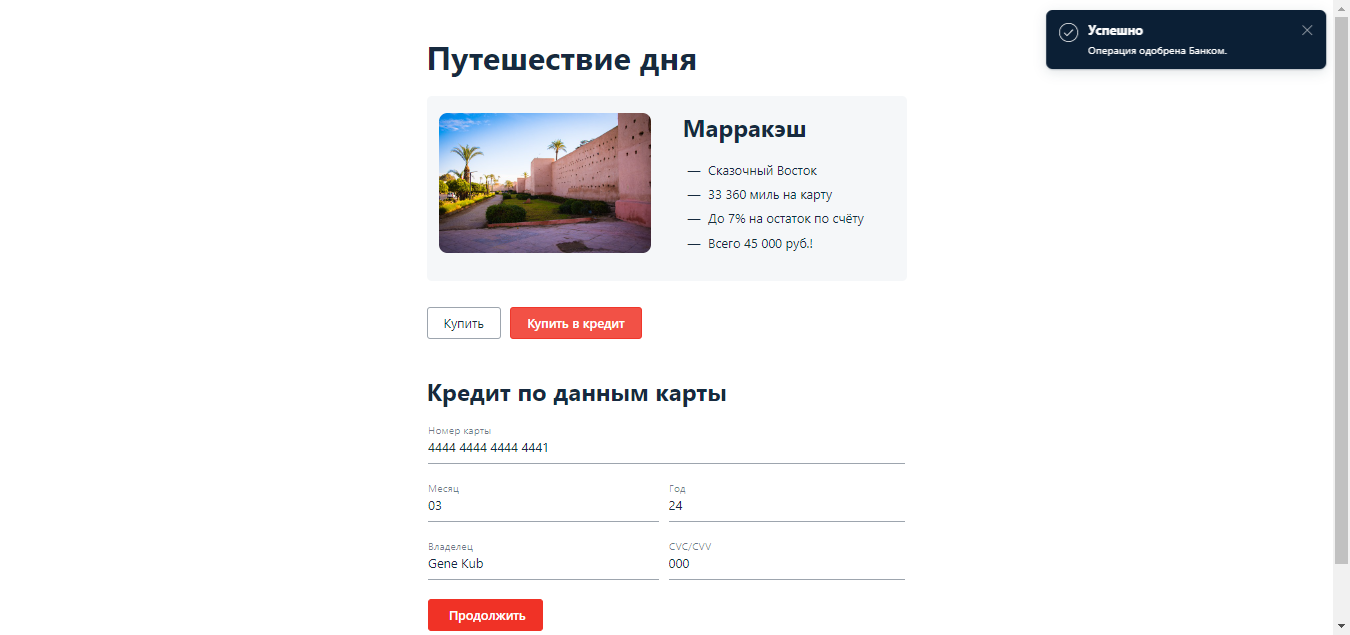 Путешествие дня
Успешно
Операция одобрена Банком.
Марракэш
— Сказочный Восток
— 33 360 миль на карту
— До 7% на остаток по счёту
— Всего 45 000 руб.!
Купить
Купить в кредит
Кредит по данным карты
Номер карты
4444 4444 4444 4441
Месяц
Год
03
24
Владелец
CVC/CVV
Gene Kub
000
Продолжить